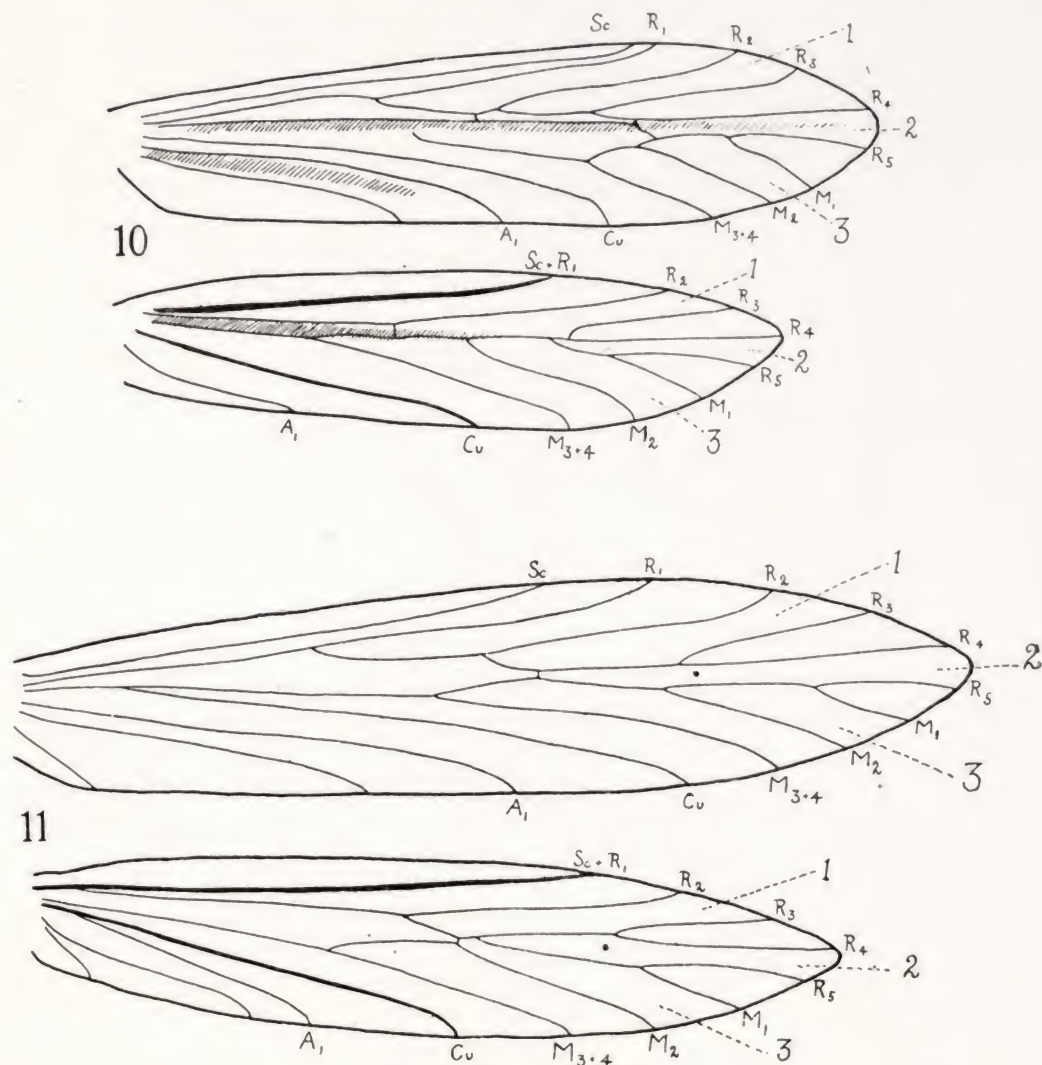 Sc R₁ R₂ 1
R₃
R₄
2
R₅
M₁
A₁ Cu M₃₊₄ M₂ 3
10
Sc + R₁ R₂ 1
R₃
R₄
2
R₅
M₁
A₁ Cu M₃₊₄ M₂ 3
Sc R₁ R₂ 1
R₃
R₄
2
R₅
M₁
A₁ Cu M₃₊₄ M₂ 3
11
Sc + R₁ R₂ 1
R₃
R₄
2
R₅
M₁
A₁ Cu M₃₊₄ M₂ 3